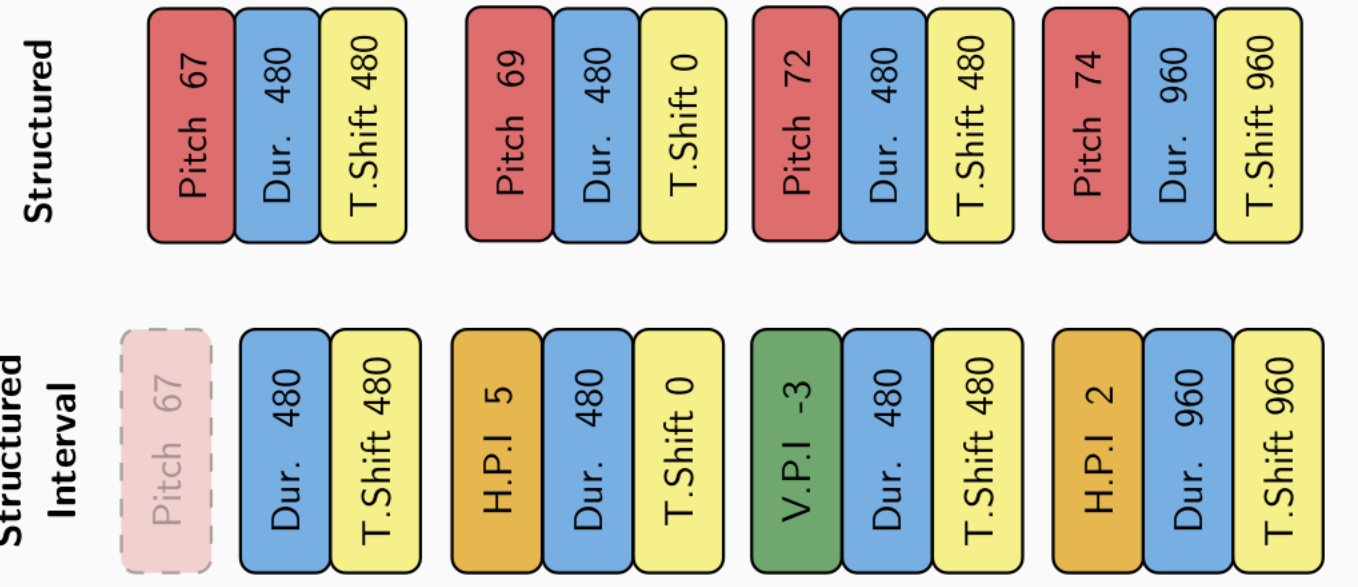 Structured
Pitch 67
Dur. 480
T.Shift 480
Pitch 69
Dur. 480
T.Shift 0
Pitch 72
Dur. 480
T.Shift 480
Pitch 74
Dur. 960
T.Shift 960
Structured
Interval
Pitch 67
Dur. 480
T.Shift 480
H.P.I 5
Dur. 480
T.Shift 0
V.P.I -3
Dur. 480
T.Shift 480
H.P.I 2
Dur. 960
T.Shift 960